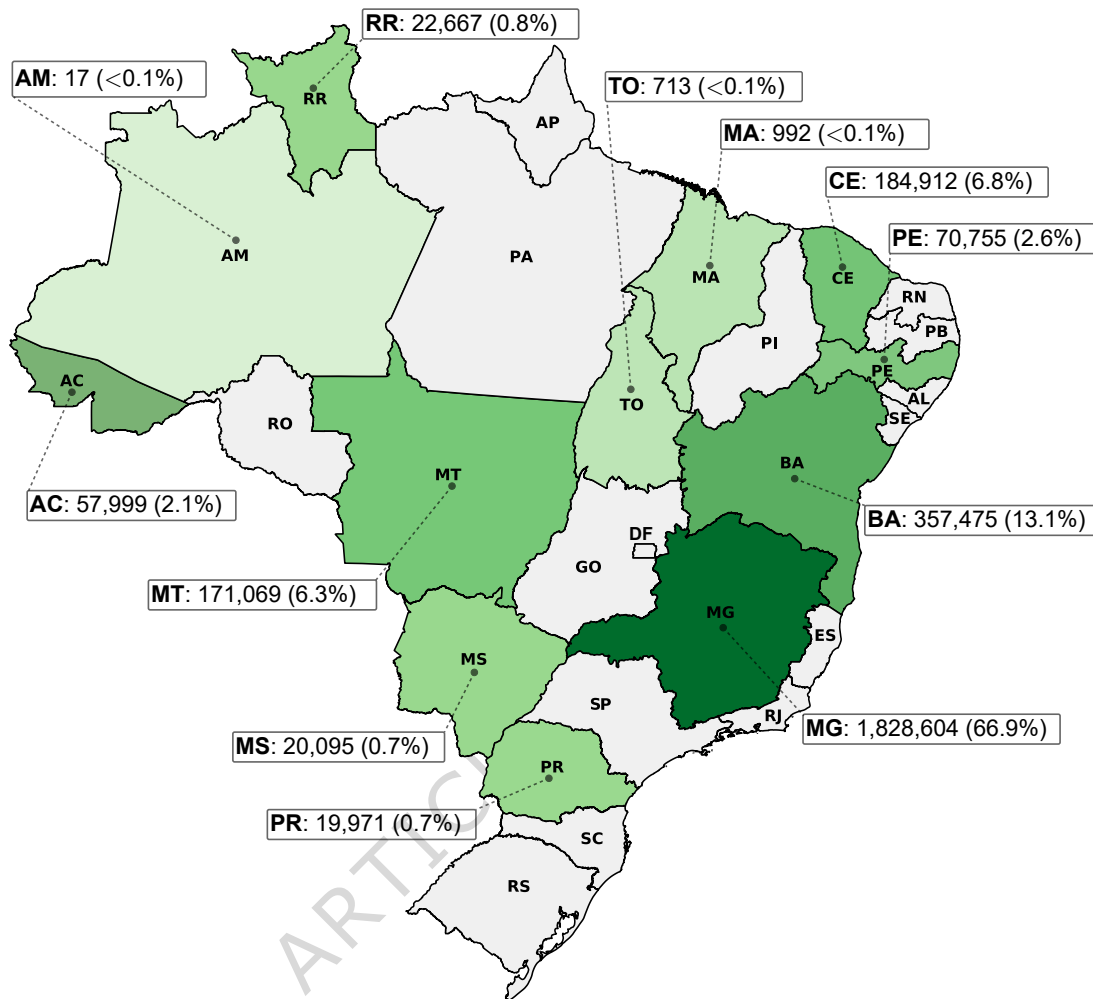 RR: 22,667 (0.8%)
AM: 17 (<0.1%)
TO: 713 (<0.1%)
RR
AP
MA: 992 (<0.1%)
CE: 184,912 (6.8%)
PE: 70,755 (2.6%)
AM
PA
MA
CE
RN
PB
PI
PE
AC
TO
AL
RO
SE
MT
BA
AC: 57,999 (2.1%)
BA: 357,475 (13.1%)
DF
GO
MT: 171,069 (6.3%)
MG
ES
MS
SP
RJ
MG: 1,828,604 (66.9%)
MS: 20,095 (0.7%)
PR
PR: 19,971 (0.7%)
SC
RS
ARTIC